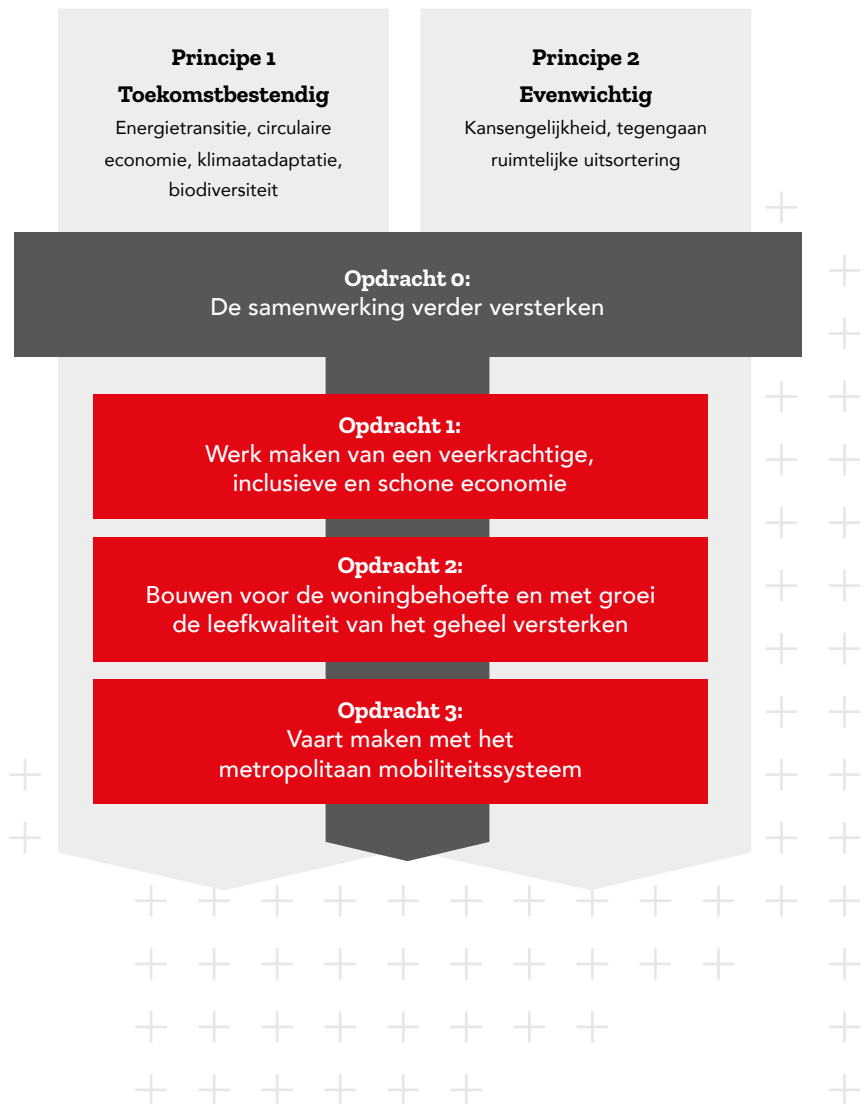 Principe 1
Toekomstbestendig
Energietransitie, circulaire
economie, klimaatadaptatie,
biodiversiteit
Principe 2
Evenwichtig
Kansengelijkheid, tegengaan
ruimtelijke uitsortering
Opdracht 0:
De samenwerking verder versterken
Opdracht 1:
Werk maken van een veerkrachtige,
inclusieve en schone economie
Opdracht 2:
Bouwen voor de woningbehoefte en met groei
de leefkwaliteit van het geheel versterken
Opdracht 3:
Vaart maken met het
metropolitaan mobiliteitssysteem